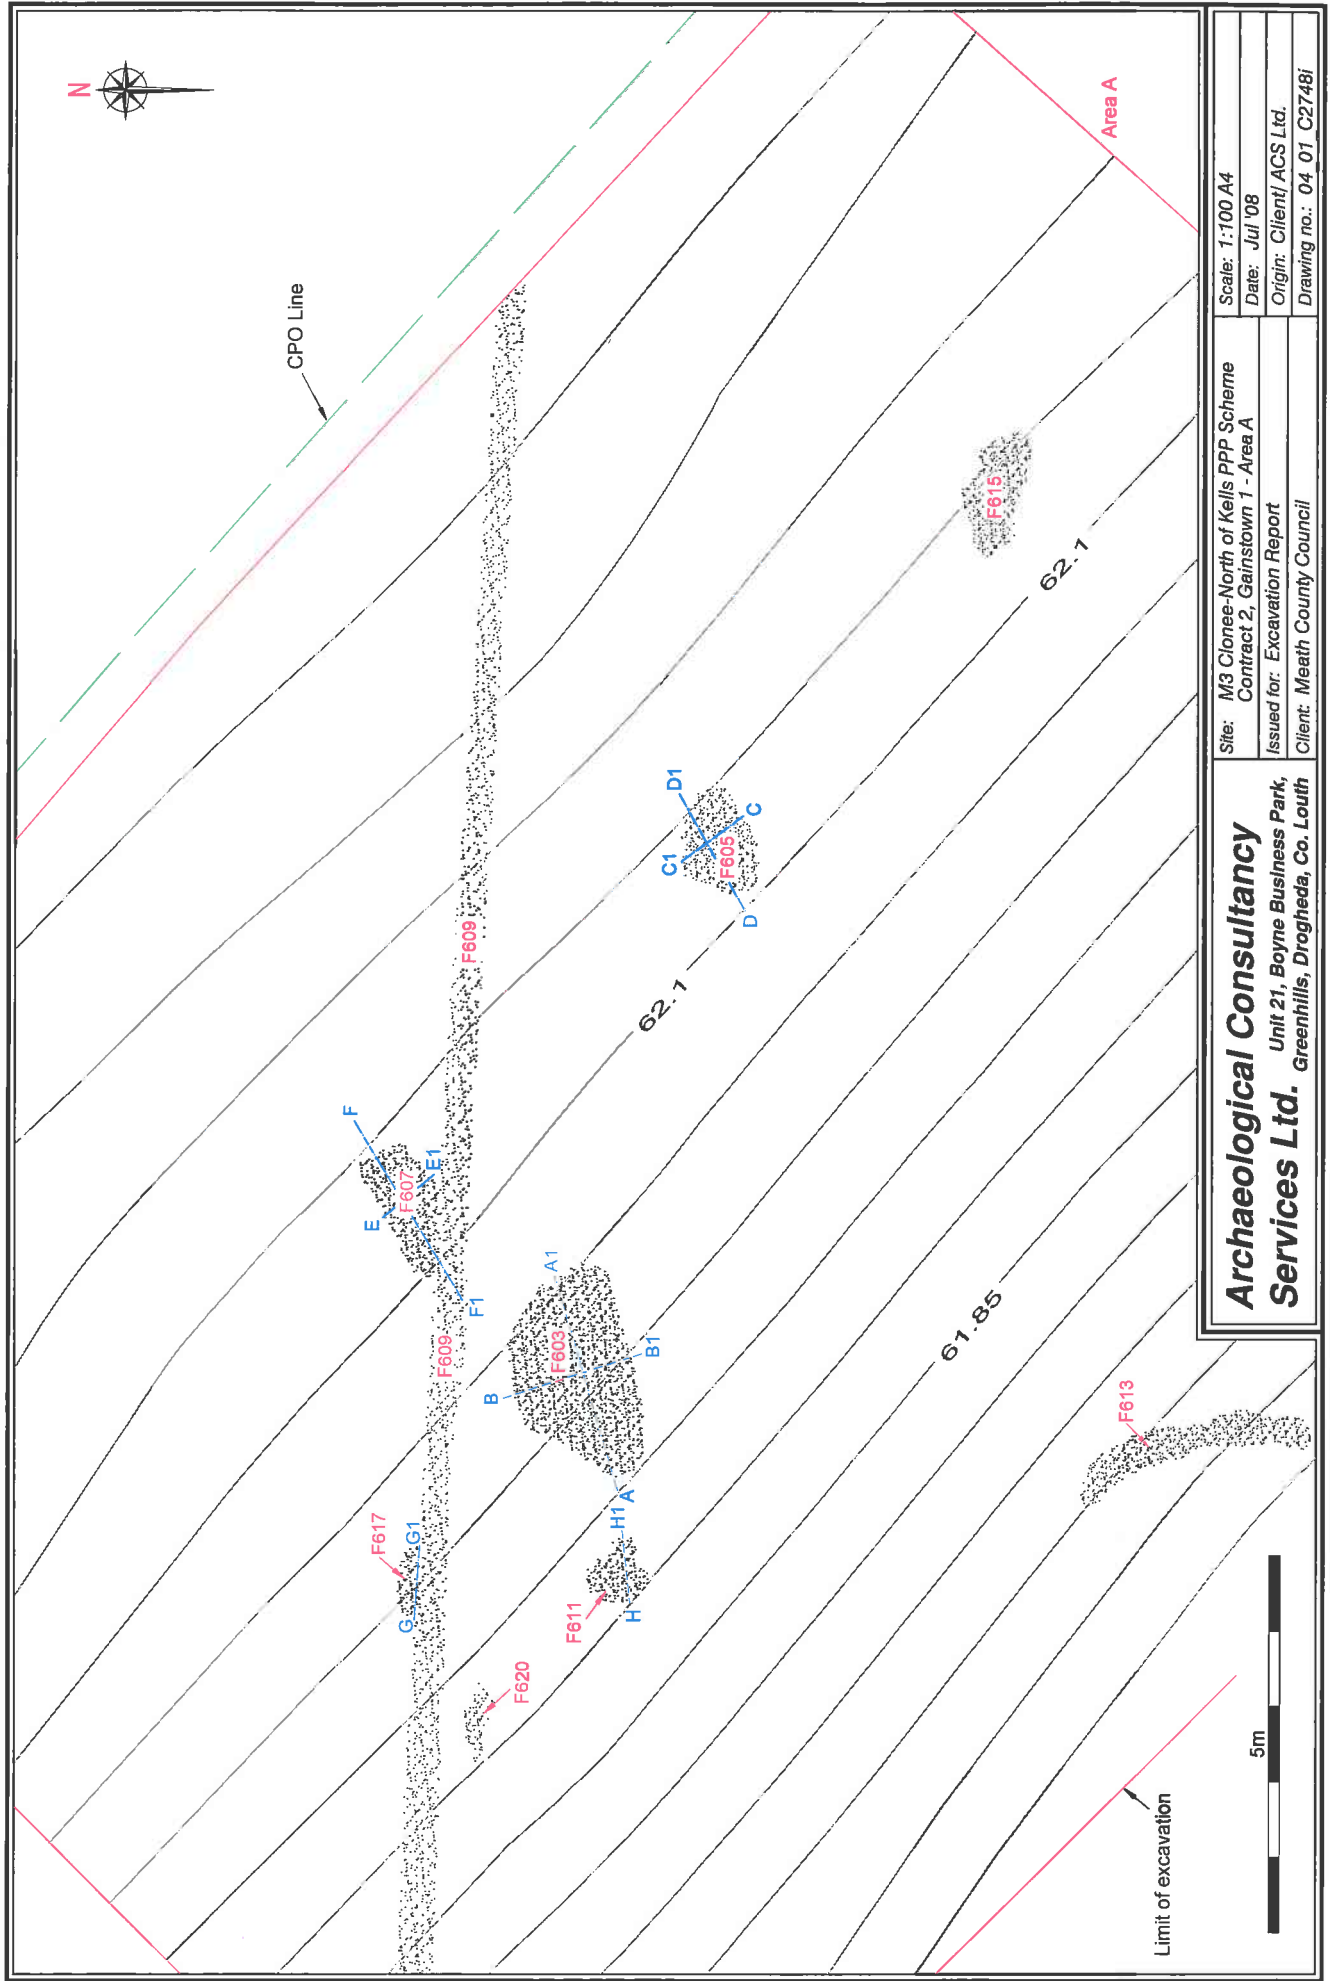 N
CPO Line
Area A
F609
F615
62.1
D1
C1
C
F605
D
62.1
F
E1
F607
E
F1
F609
A1
F603
B1
B
A
H1
G1
F617
G
F611
H
F620
61.85
F613
5m
Limit of excavation
Archaeological Consultancy
Services Ltd.
Unit 21, Boyne Business Park,
Greenhills, Drogheda, Co. Louth
Site: M3 Clonee-North of Kells PPP Scheme
Contract 2, Gainstown 1 - Area A
Issued for: Excavation Report
Client: Meath County Council
Scale: 1:100 A4
Date: Jul '08
Origin: Client/ ACS Ltd.
Drawing no.: 04_01_C2748i